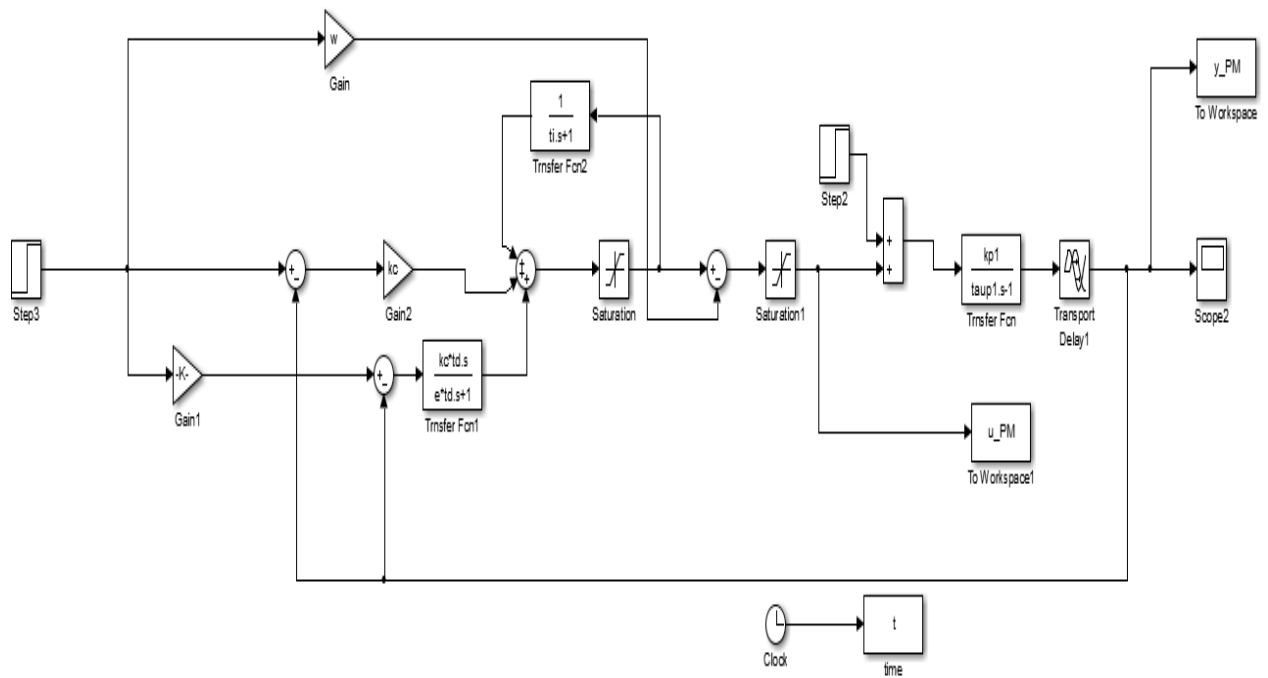 w
Gain
1
ti.s+1
Trnsfer Fcn2
y_PM
To Workspace
Step2
Step3
+
-
kc
Gain2
+
+
+
Saturation
+
-
Saturation1
+
+
kp1
taup1.s-1
Trnsfer Fcn
Transport
Delay1
Scope2
-K-
Gain1
+
-
kc*td.s
e*td.s+1
Trnsfer Fcn1
u_PM
To Workspace1
Clock
t
time